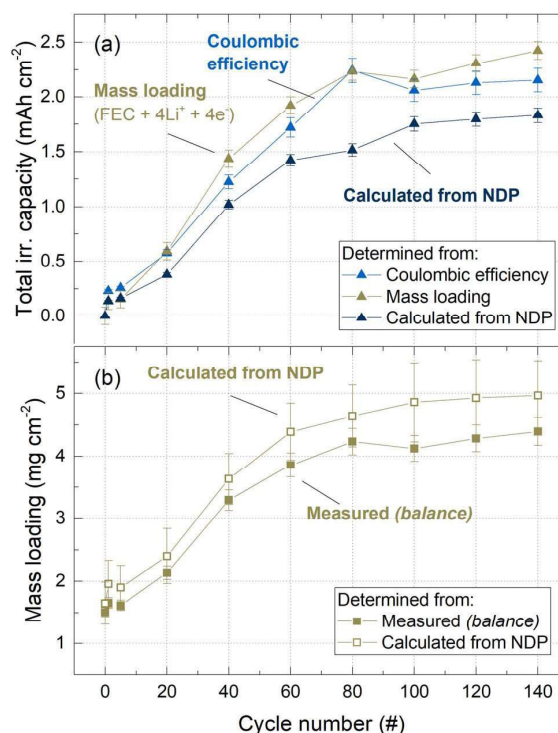 (a)
Coulombic
efficiency
Mass loading
(FEC + 4Li⁺ + 4e⁻)
Calculated from NDP
Determined from:
Coulombic efficiency
Mass loading
Calculated from NDP
Total irr. capacity (mAh cm⁻²)
2.5
2.0
1.5
1.0
0.5
0.0
(b)
Calculated from NDP
Measured (balance)
Determined from:
Measured (balance)
Calculated from NDP
Mass loading (mg cm⁻²)
5
4
3
2
1
0 20 40 60 80 100 120 140
Cycle number (#)